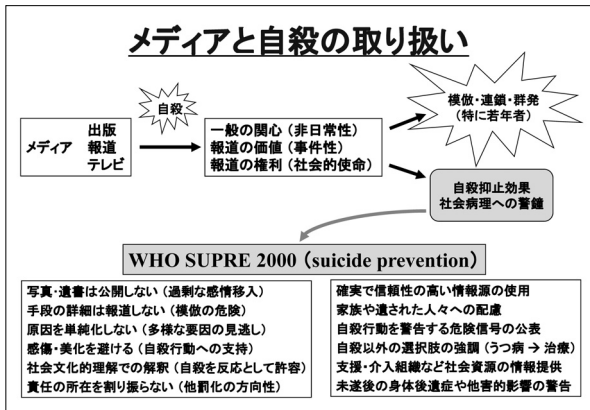 メディアと自殺の取り扱い
自殺
出版
メディア 報道
テレビ
一般の関心（非日常性）
報道の価値（事件性）
報道の権利（社会的使命）
模倣・連鎖・群発
（特に若年者）
自殺抑止効果
社会病理への警鐘
WHO SUPRE 2000（suicide prevention）
写真・遺書は公開しない（過剰な感情移入）
手段の詳細は報道しない（模倣の危険）
原因を単純化しない（多様な要因の見逃し）
感傷・美化を避ける（自殺行動への支持）
社会文化的理解での解釈（自殺を反応として許容）
責任の所在を割り振らない（他罰化の方向性）
確実で信頼性の高い情報源の使用
家族や遺された人々への配慮
自殺行動を警告する危険信号の公表
自殺以外の選択肢の強調（うつ病 → 治療）
支援・介入組織など社会資源の情報提供
未遂後の身体後遺症や他害的影響の警告